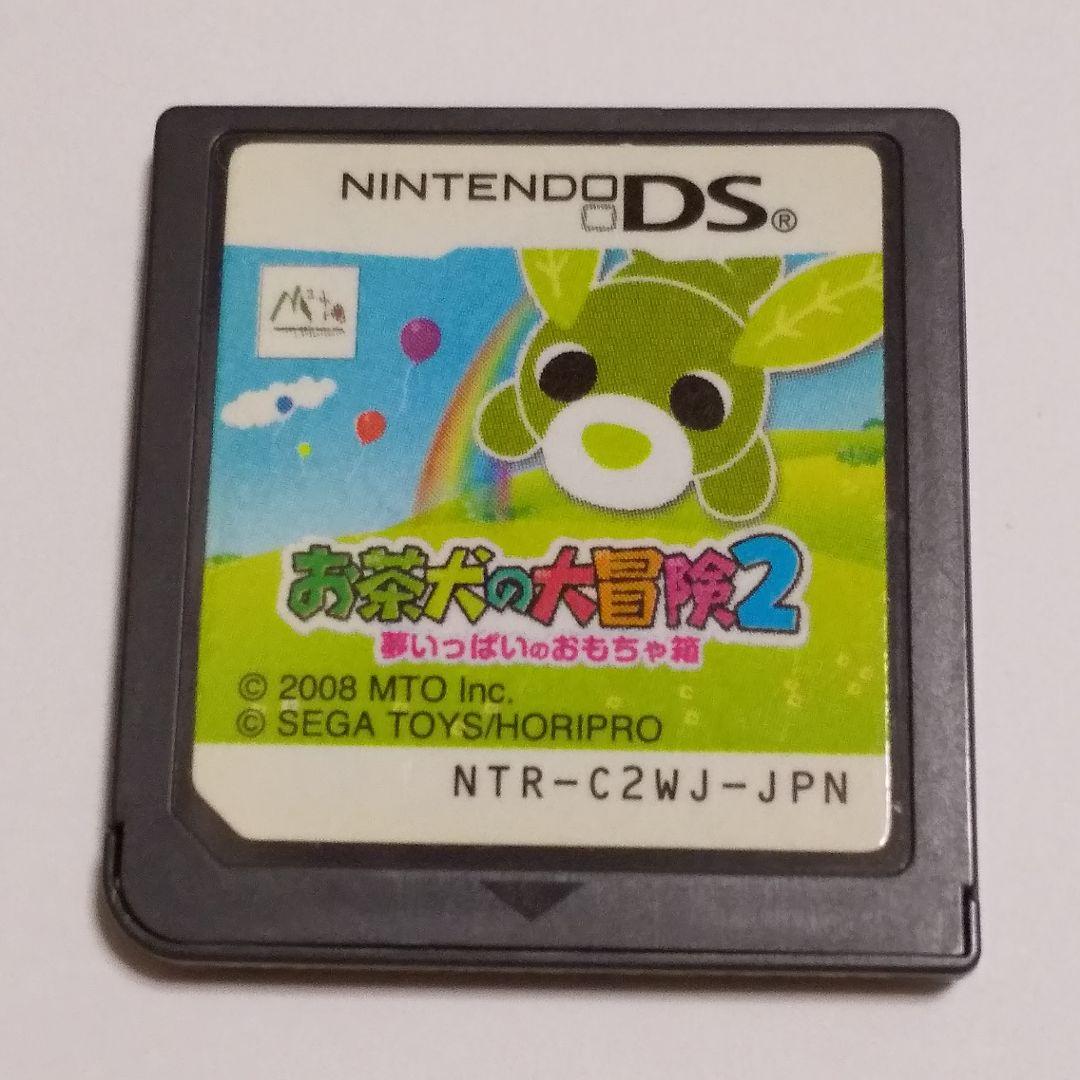 NINTENDO DS®
お茶犬の大冒険2
夢いっぱいのおもちゃ箱
© 2008 MTO Inc.
© SEGA TOYS/HORIPRO
NTR-C2WJ-JPN